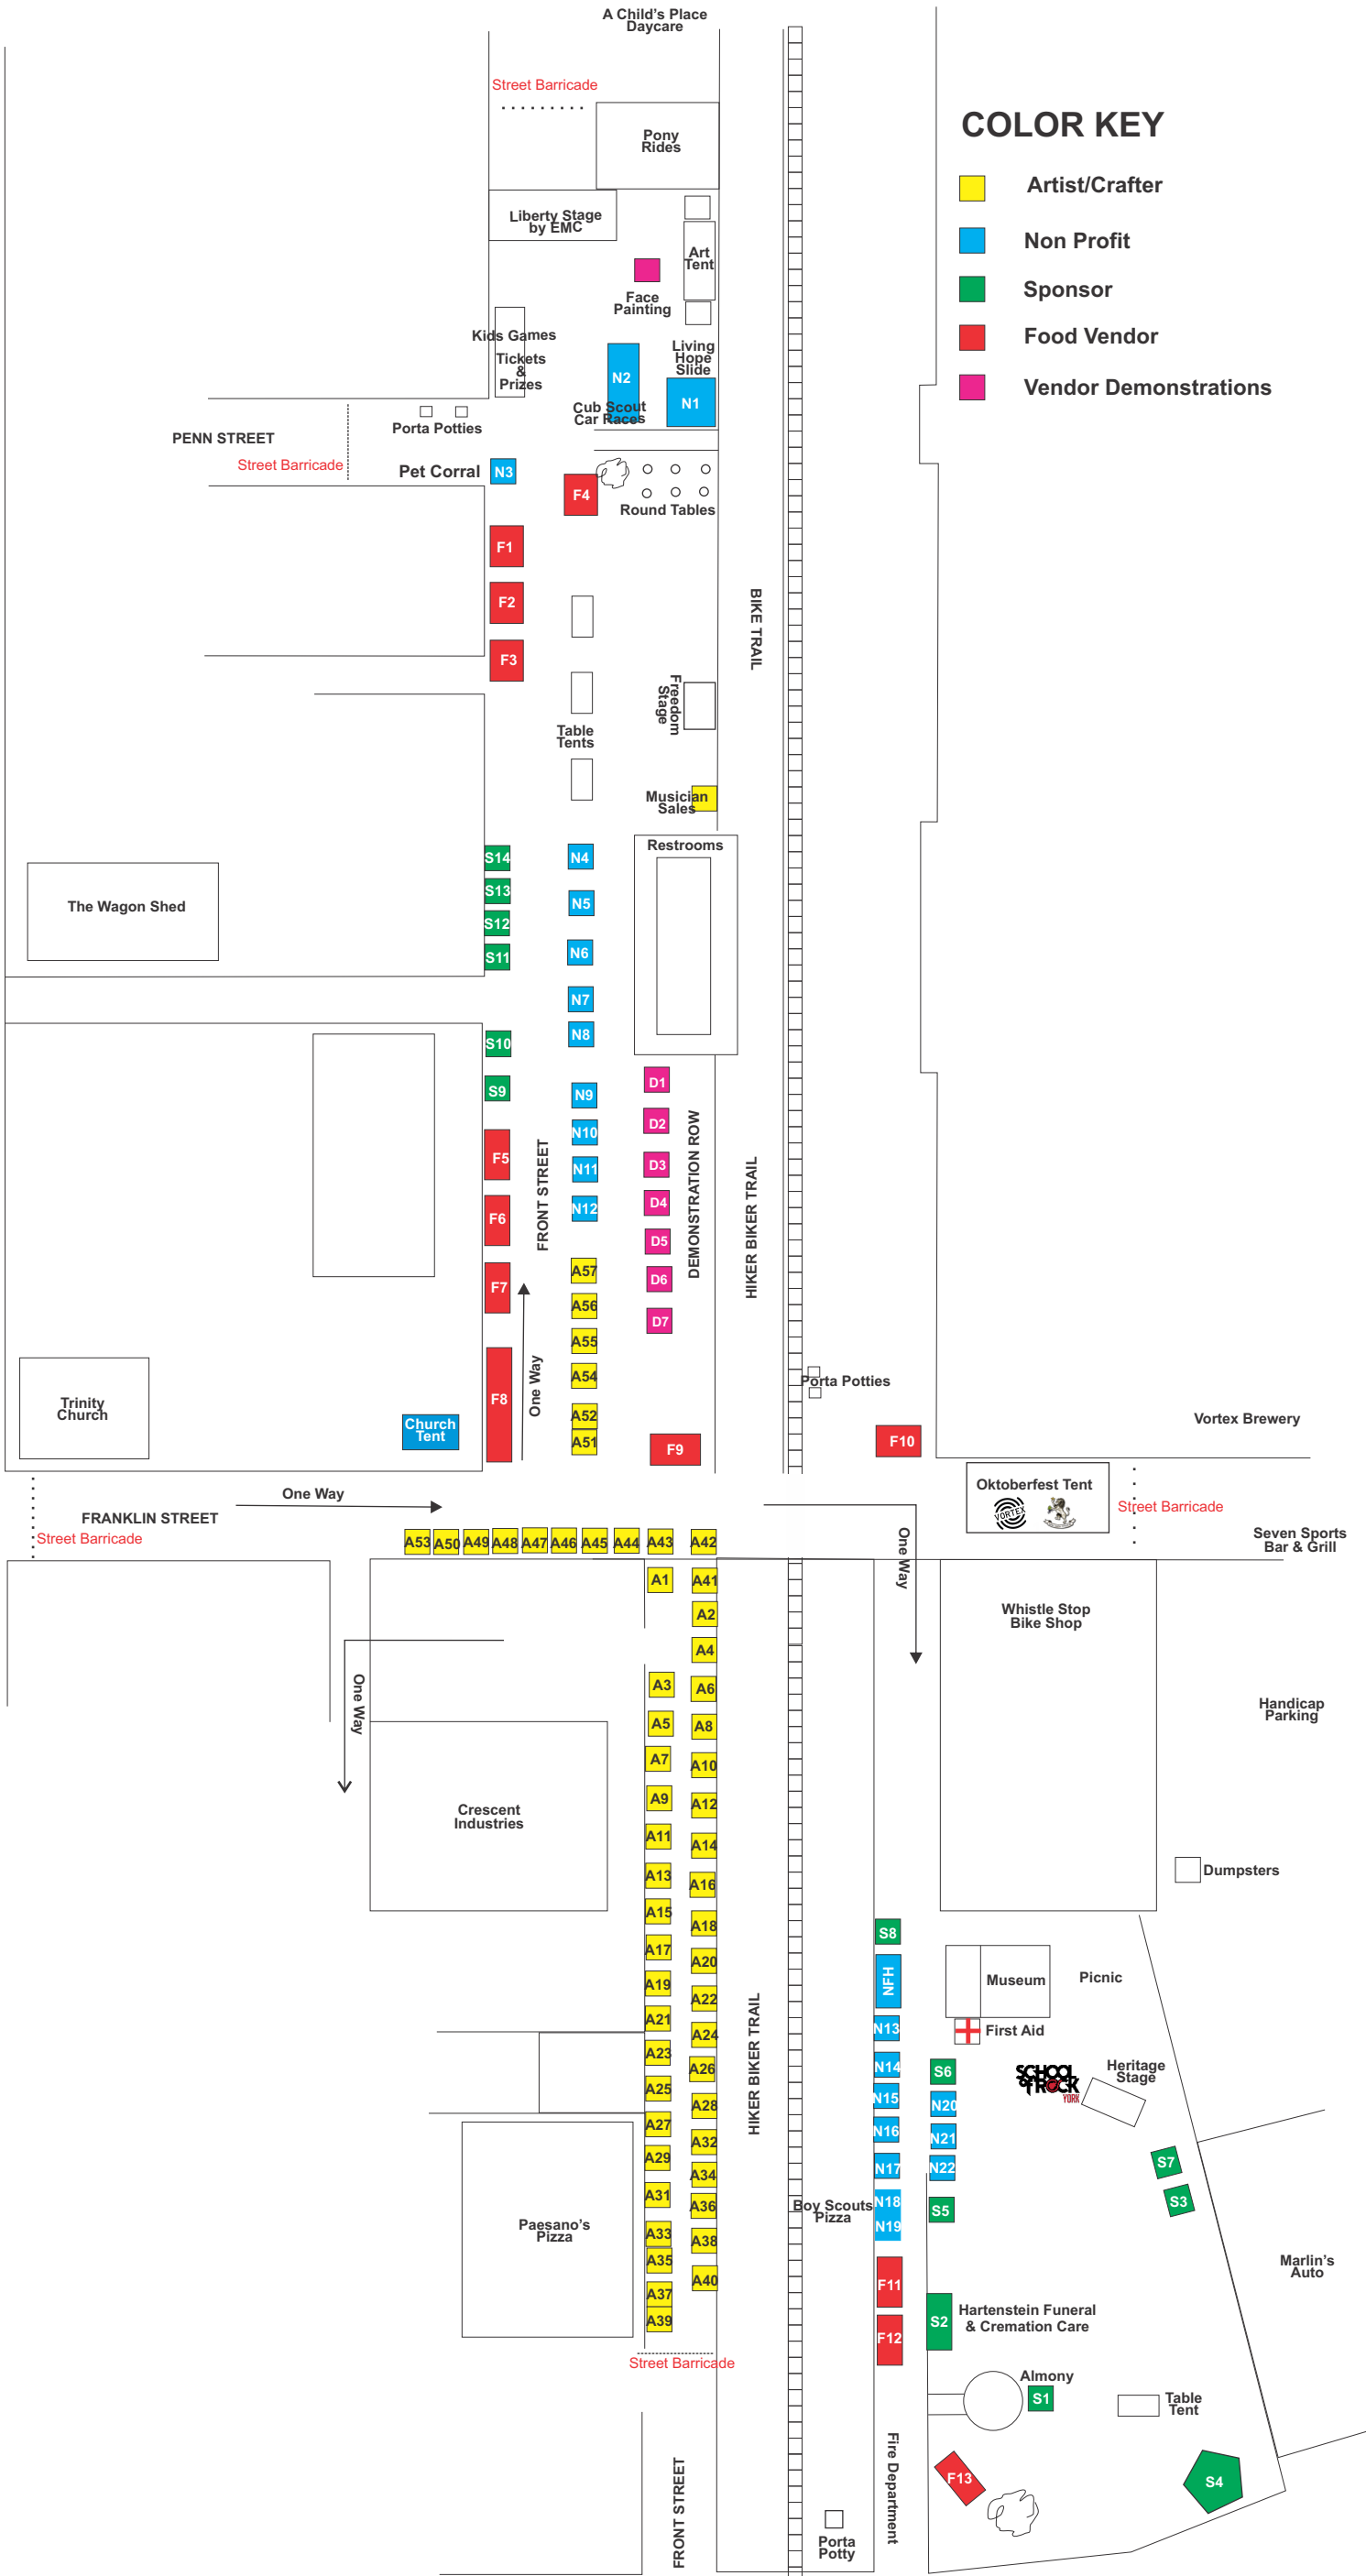 A Child's Place
Daycare
Street Barricade
COLOR KEY
Artist/Crafter
Non Profit
Sponsor
Food Vendor
Vendor Demonstrations
Pony
Rides
Liberty Stage
by EMC
Art
Tent
Face
Painting
Kids Games
Tickets
&
Prizes
Living
Hope
Slide
N2
N1
Cub Scout
Car Races
Porta Potties
PENN STREET
Street Barricade
Pet Corral
N3
F4
Round Tables
F1
F2
F3
BIKE TRAIL
Freedom
Stage
Table
Tents
Musician
Sales
Restrooms
S14
N4
S13
N5
The Wagon Shed
S12
S11
N6
N7
N8
S10
S9
D1
N9
D2
N10
F5
D3
N11
D4
N12
F6
D5
FRONT STREET
DEMONSTRATION ROW
HIKER BIKER TRAIL
A57
D6
F7
A56
D7
A55
A54
One Way
F8
Porta Potties
Trinity
Church
Church
Tent
A52
A51
F9
F10
Vortex Brewery
Oktoberfest Tent
VORTEX
Street Barricade
One Way
FRANKLIN STREET
Street Barricade
Seven Sports
Bar & Grill
A53
A50
A49
A48
A47
A46
A45
A44
A43
A42
One Way
A1
A41
A2
Whistle Stop
Bike Shop
A4
A3
A6
One Way
Handicap
Parking
A5
A8
A7
A10
A9
A12
Crescent
Industries
A11
A14
A13
A16
Dumpsters
A15
A18
S8
A17
A20
NFH
Museum
Picnic
A19
A22
A21
A24
N13
First Aid
HIKER BIKER TRAIL
A23
A26
N14
S6
SCHOOL
of ROCK
YORK
Heritage
Stage
A25
A28
N15
N20
A27
A32
N16
N21
A29
A34
N17
N22
S7
A31
A36
Boy Scouts
Pizza
N18
N19
S5
S3
Paesano's
Pizza
A33
A38
A35
A40
F11
Marlin's
Auto
A37
A39
S2
Hartenstein Funeral
& Cremation Care
F12
Street Barricade
Almony
S1
Table
Tent
Fire Department
FRONT STREET
F13
S4
Porta
Potty